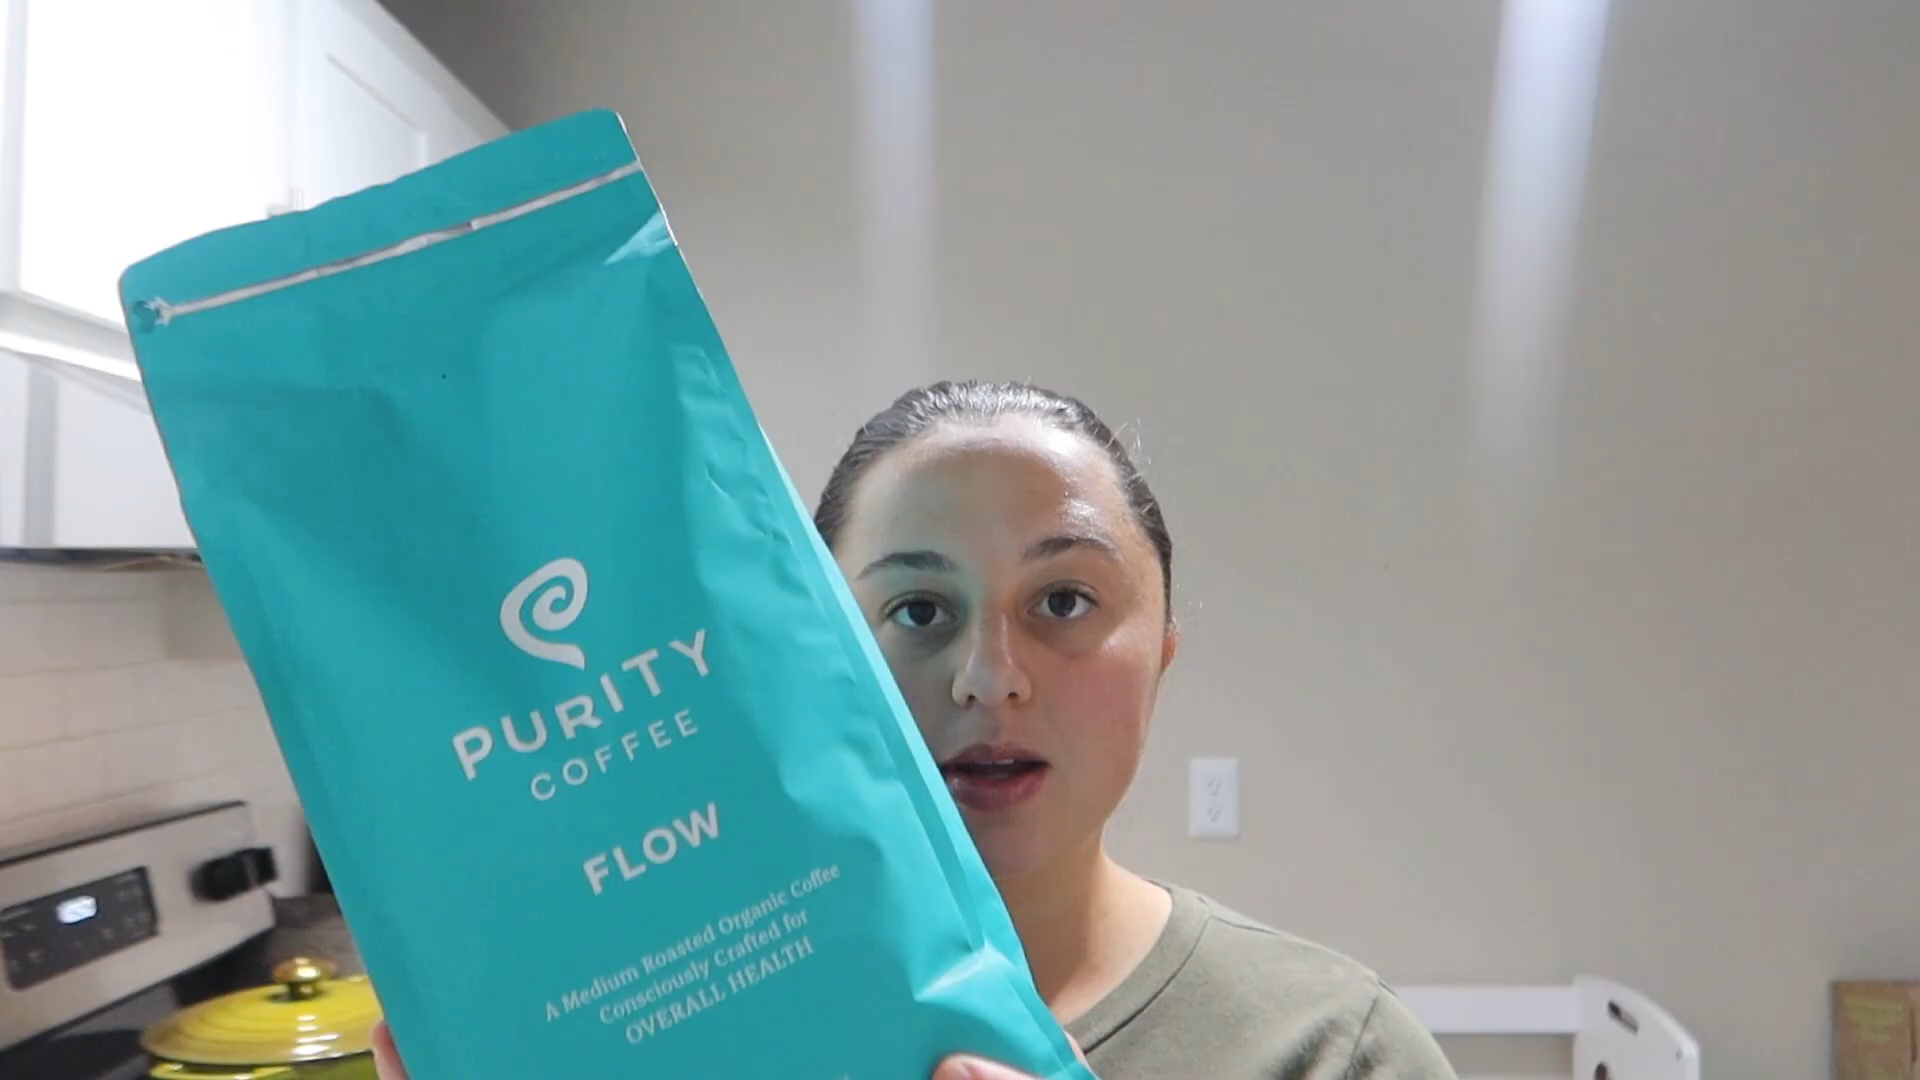 PURITY
COFFEE
FLOW
A Medium Roasted Organic Coffee
Consciously Crafted for
OVERALL HEALTH